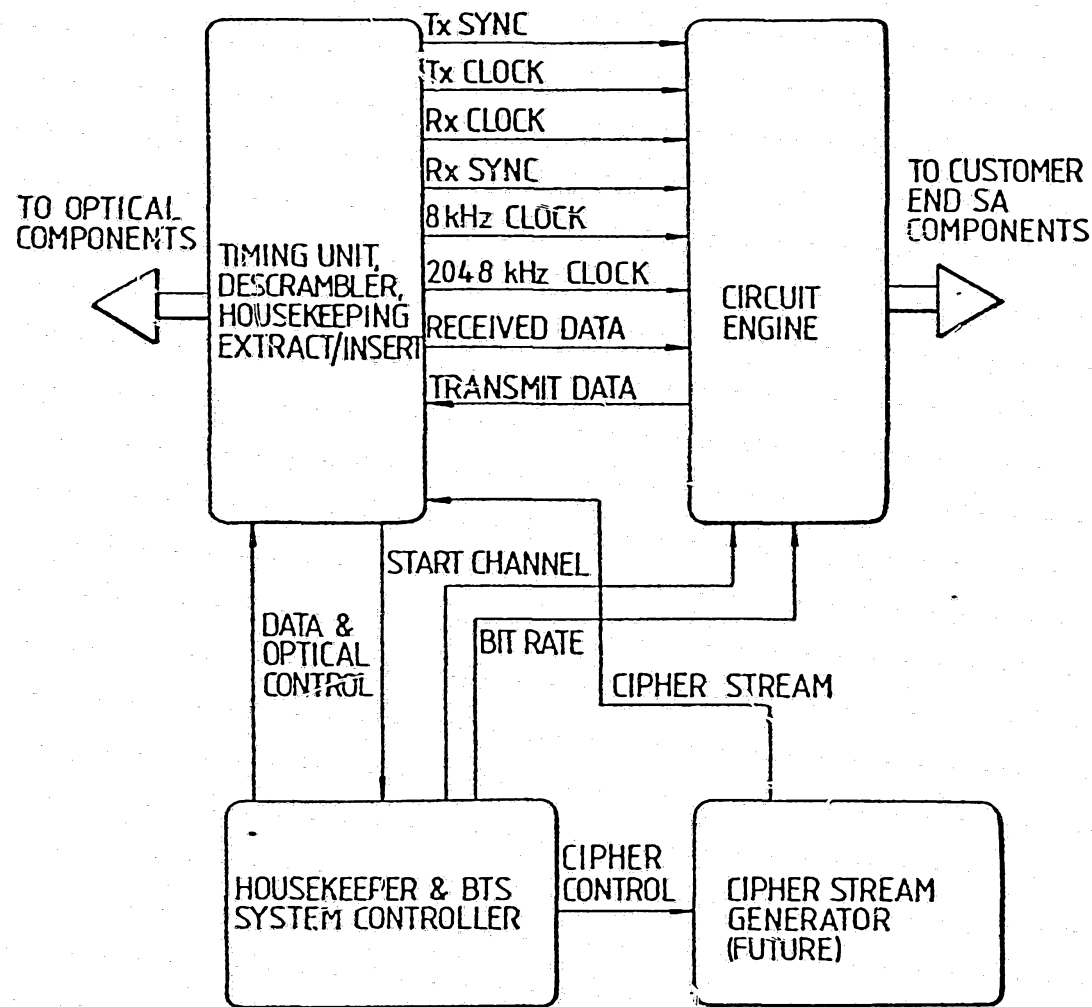 Tx SYNC
Tx CLOCK
Rx CLOCK
Rx SYNC
8 kHz CLOCK
2048 kHz CLOCK
RECEIVED DATA
TRANSMIT DATA
TO OPTICAL
COMPONENTS
TIMING UNIT,
DESCRAMBLER,
HOUSEKEEPING
EXTRACT/INSERT
CIRCUIT
ENGINE
TO CUSTOMER
END SA
COMPONENTS
START CHANNEL
DATA &
OPTICAL
CONTROL
BIT RATE
CIPHER STREAM
HOUSEKEEPER & BTS
SYSTEM CONTROLLER
CIPHER
CONTROL
CIPHER STREAM
GENERATOR
(FUTURE)